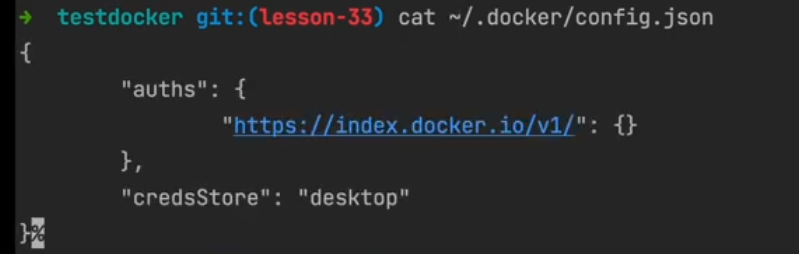 ➜ testdocker git:(lesson-33) cat ~/.docker/config.json
{
"auths": {
"https://index.docker.io/v1/": {}
},
"credsStore": "desktop"
}%